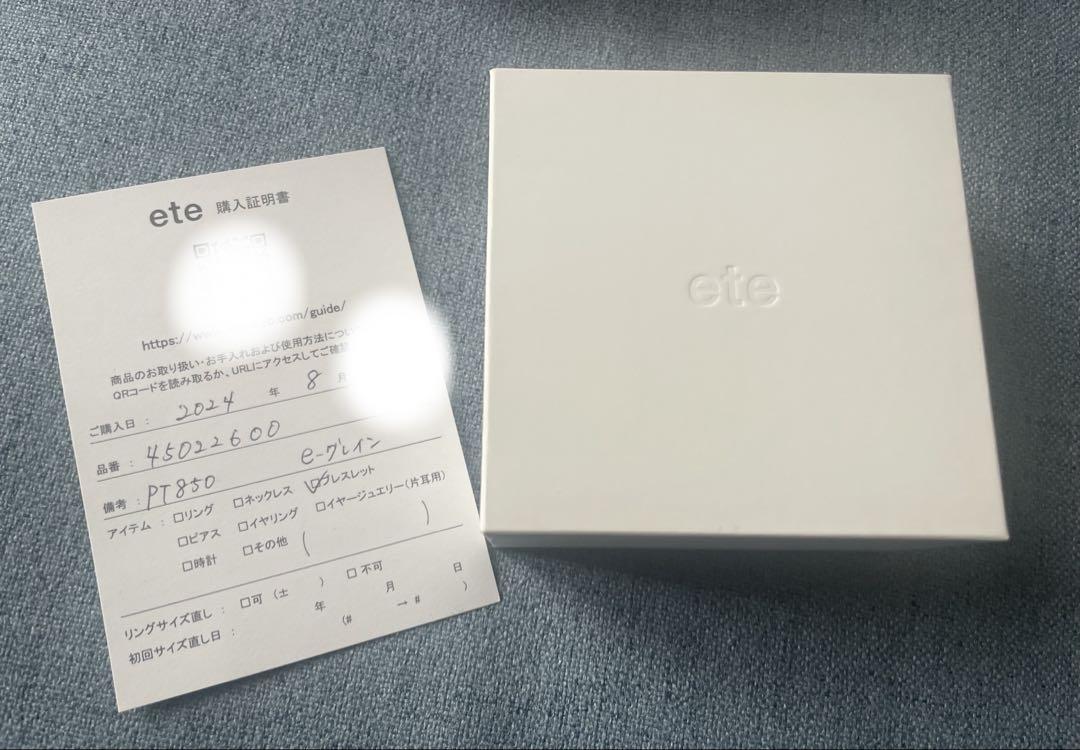 ete 購入証明書
https://w .com/guide/
商品のお取り扱い・お手入れおよび使用方法につい
QRコードを読み取るか、URLにアクセスしてご確認
ご購入日 : 2024 年 8 月
品番 : 45022600
備考 : PT850 e-グレイン
アイテム : □リング □ネックレス ☑ブレスレット
□ピアス □イヤリング □イヤージュエリー(片耳用)
□時計 □その他 ( )
リングサイズ直し : □可 (± ) □不可
初回サイズ直し日 : 年 月 日
(# → # )
ete